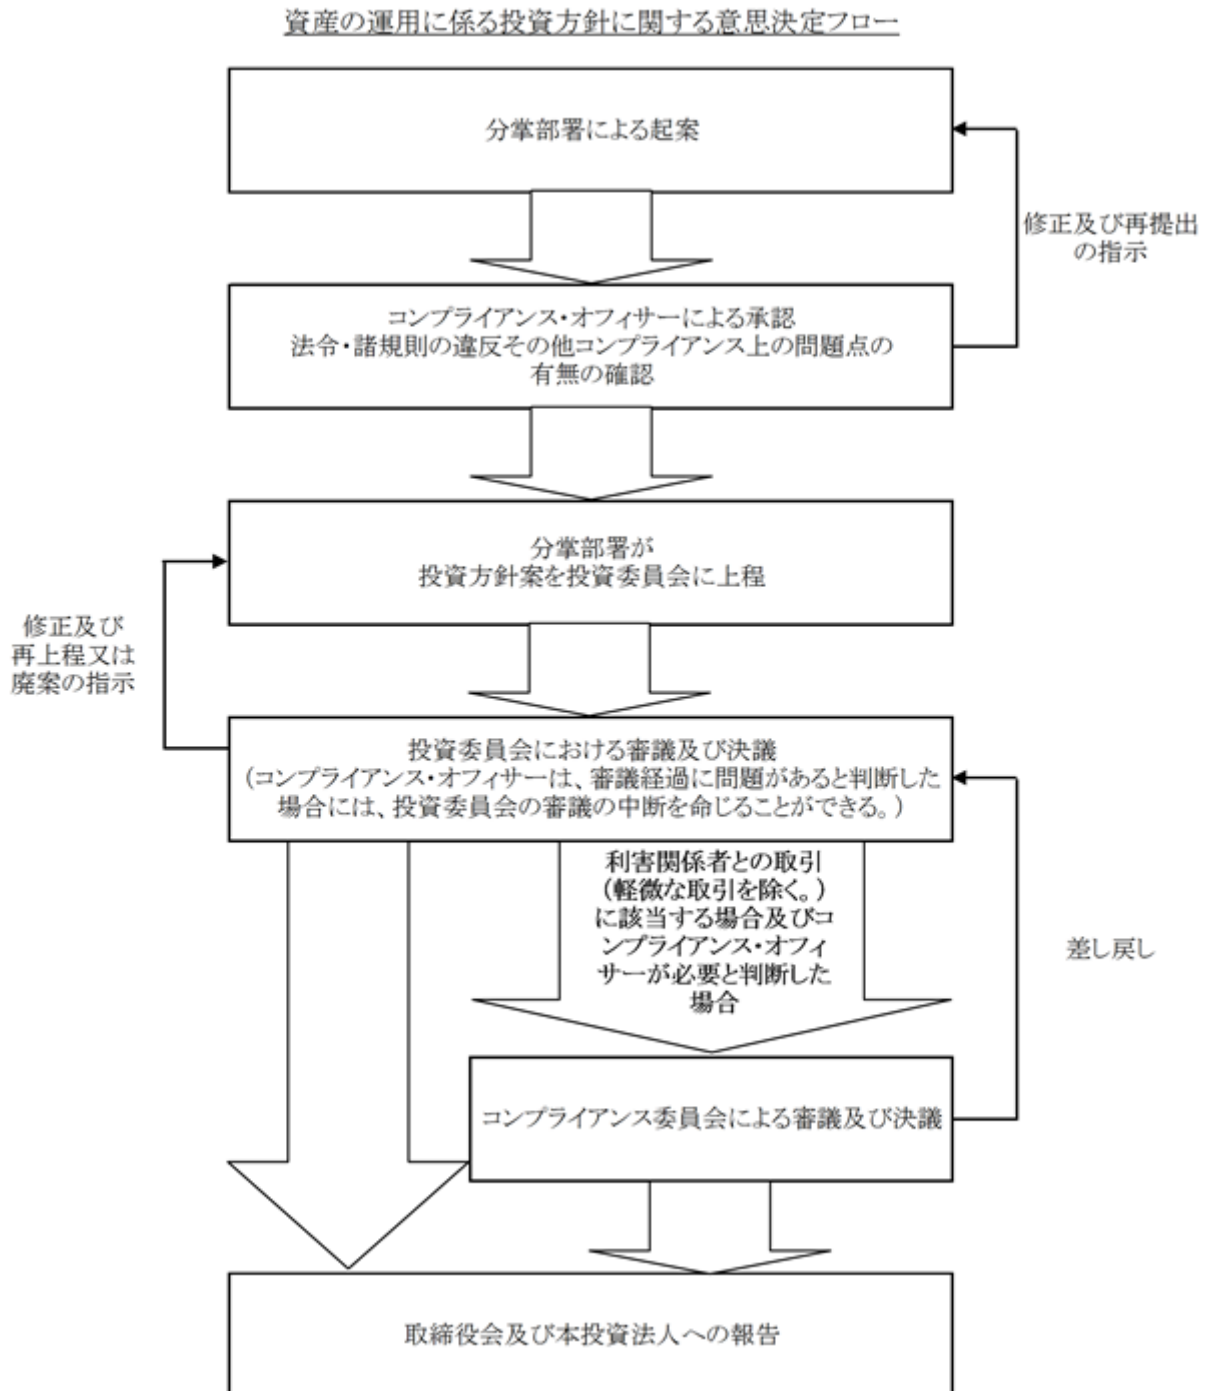 資産の運用に係る投資方針に関する意思決定フロー
分掌部署による起案
修正及び再提出
の指示
コンプライアンス・オフィサーによる承認
法令・諸規則の違反その他コンプライアンス上の問題点の
有無の確認
分掌部署が
投資方針案を投資委員会に上程
修正及び
再上程又は
廃案の指示
投資委員会における審議及び決議
(コンプライアンス・オフィサーは、審議経過に問題があると判断した
場合には、投資委員会の審議の中断を命じることができる。)
利害関係者との取引
(軽微な取引を除く。)
に該当する場合及びコ
ンプライアンス・オフィ
サーが必要と判断した
場合
差し戻し
コンプライアンス委員会による審議及び決議
取締役会及び本投資法人への報告